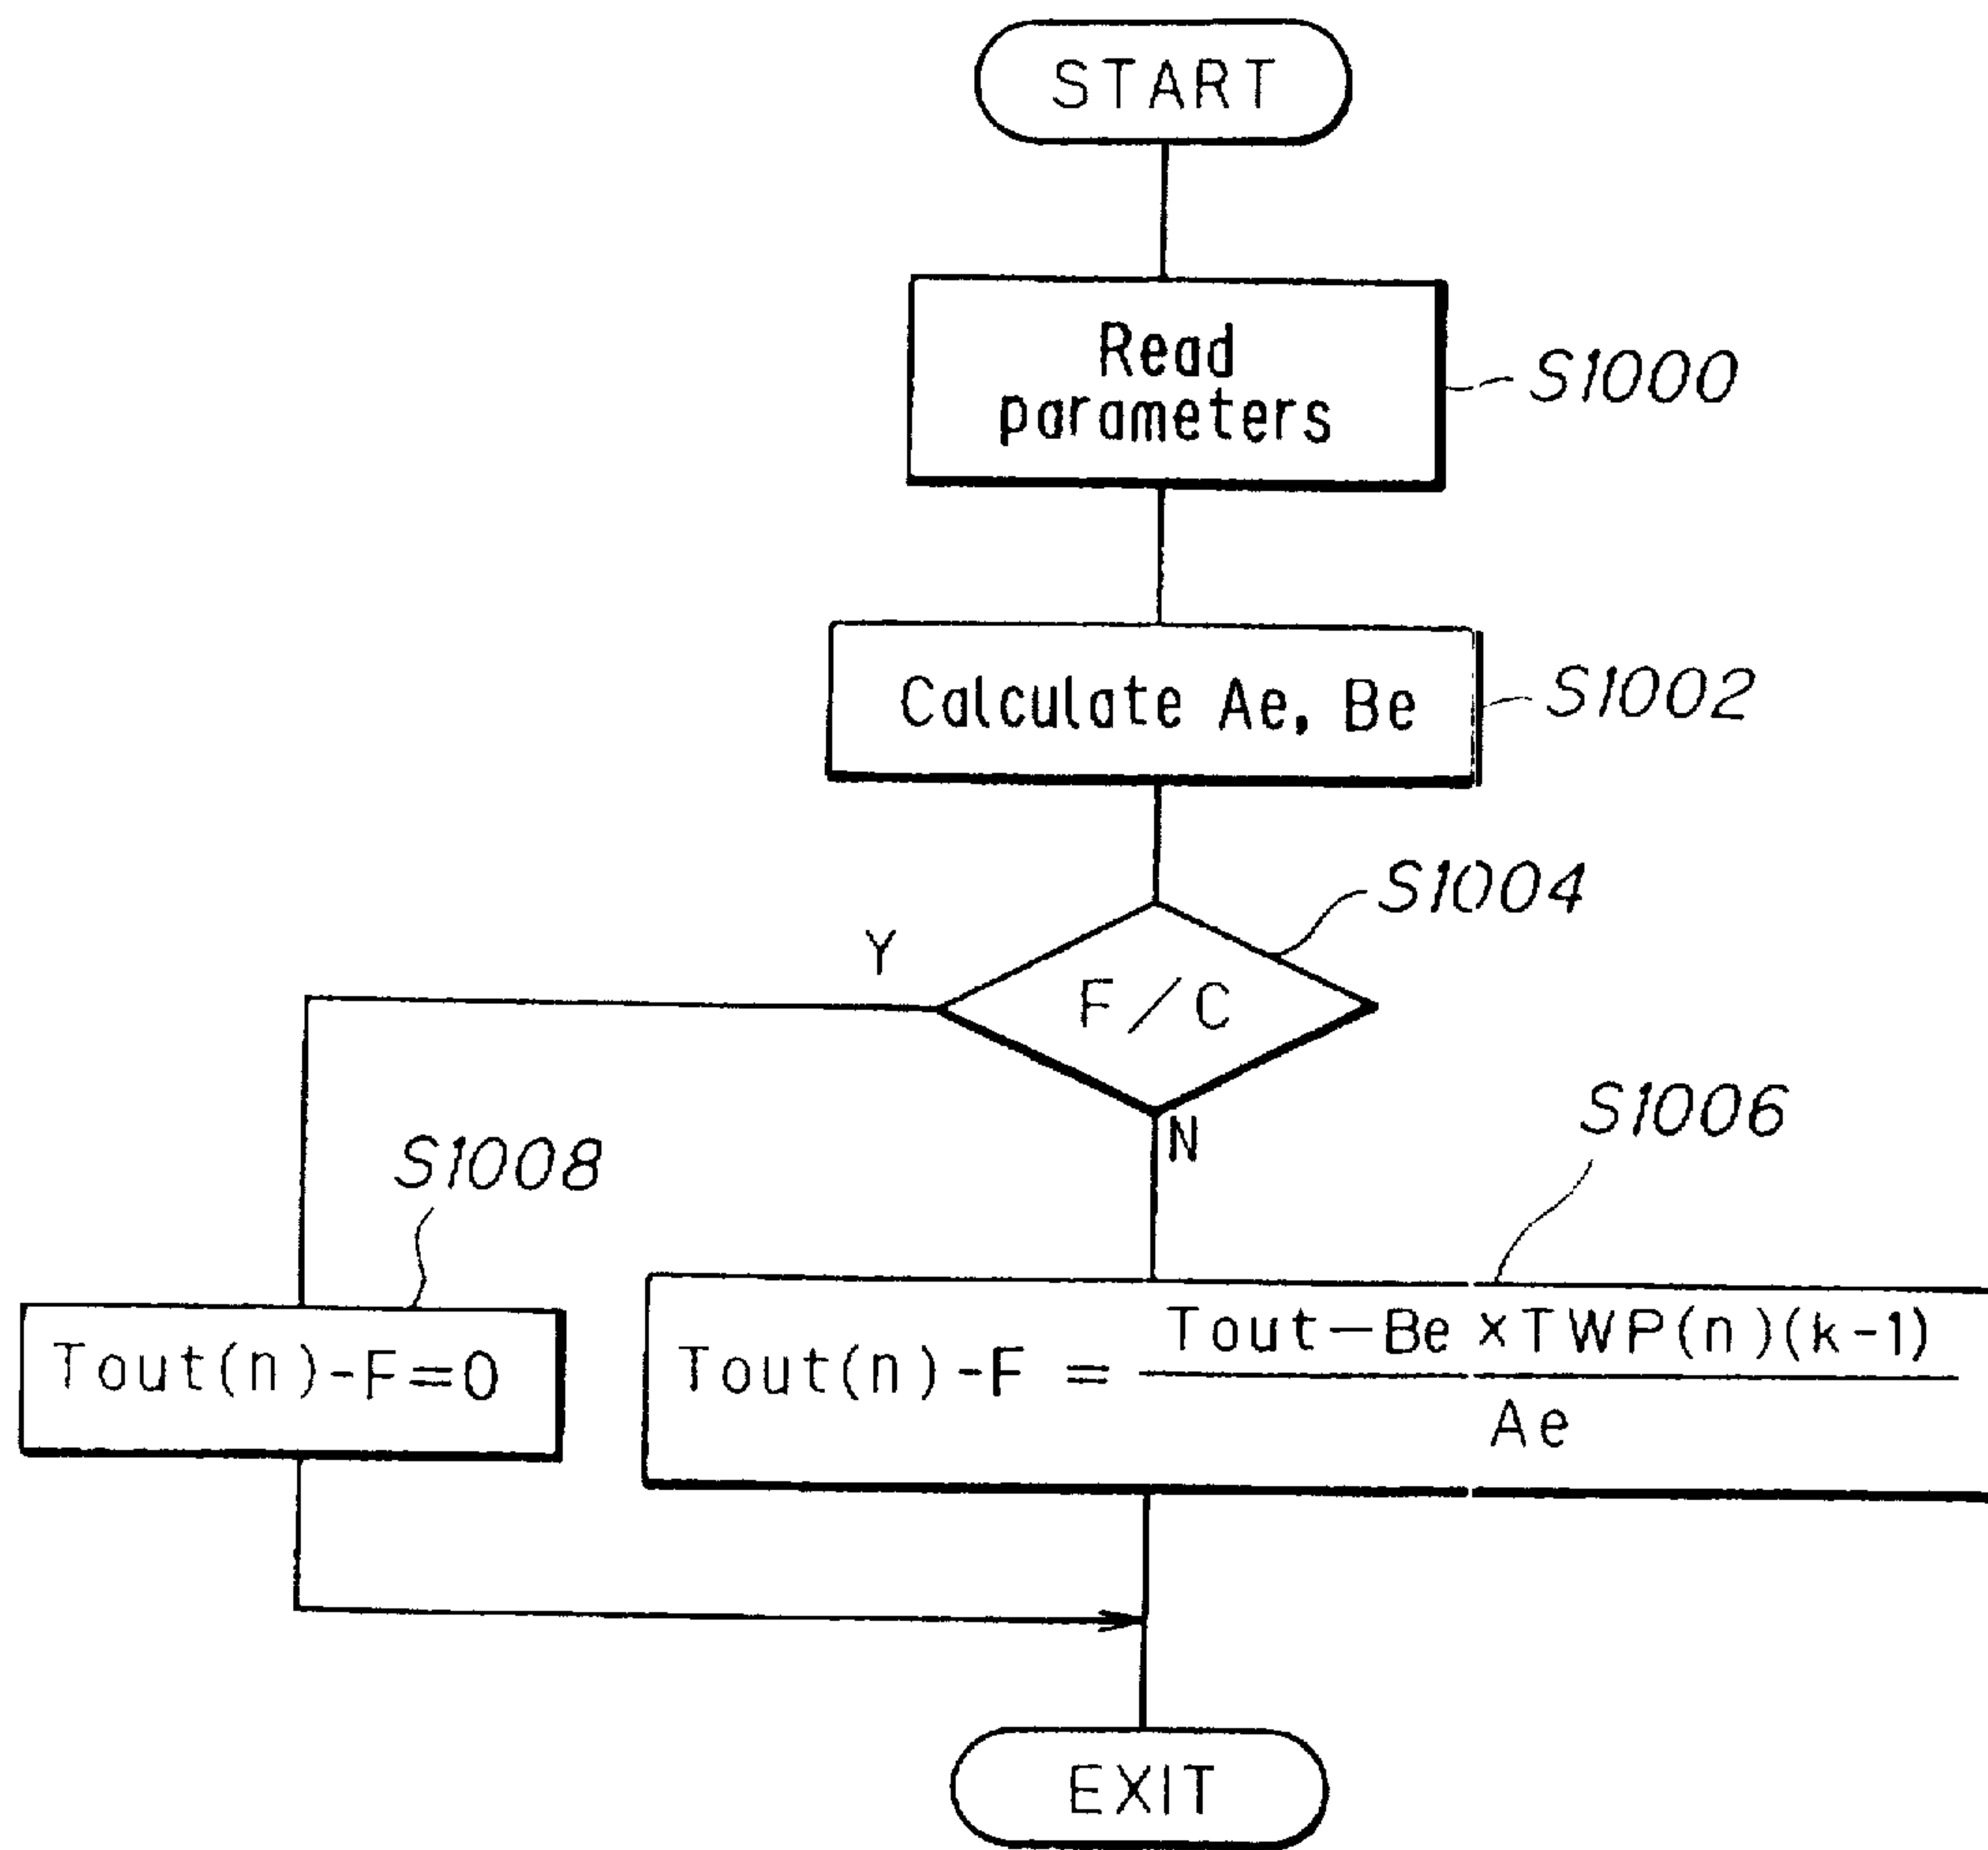 START
Read
parameters
S1000
Calculate Ae, Be
S1002
S1004
Y
F/C
N
S1006
S1008
Tout(n)-F=0
Tout(n)-F = Tout-Be×TWP(n)(k-1)
Ae
EXIT